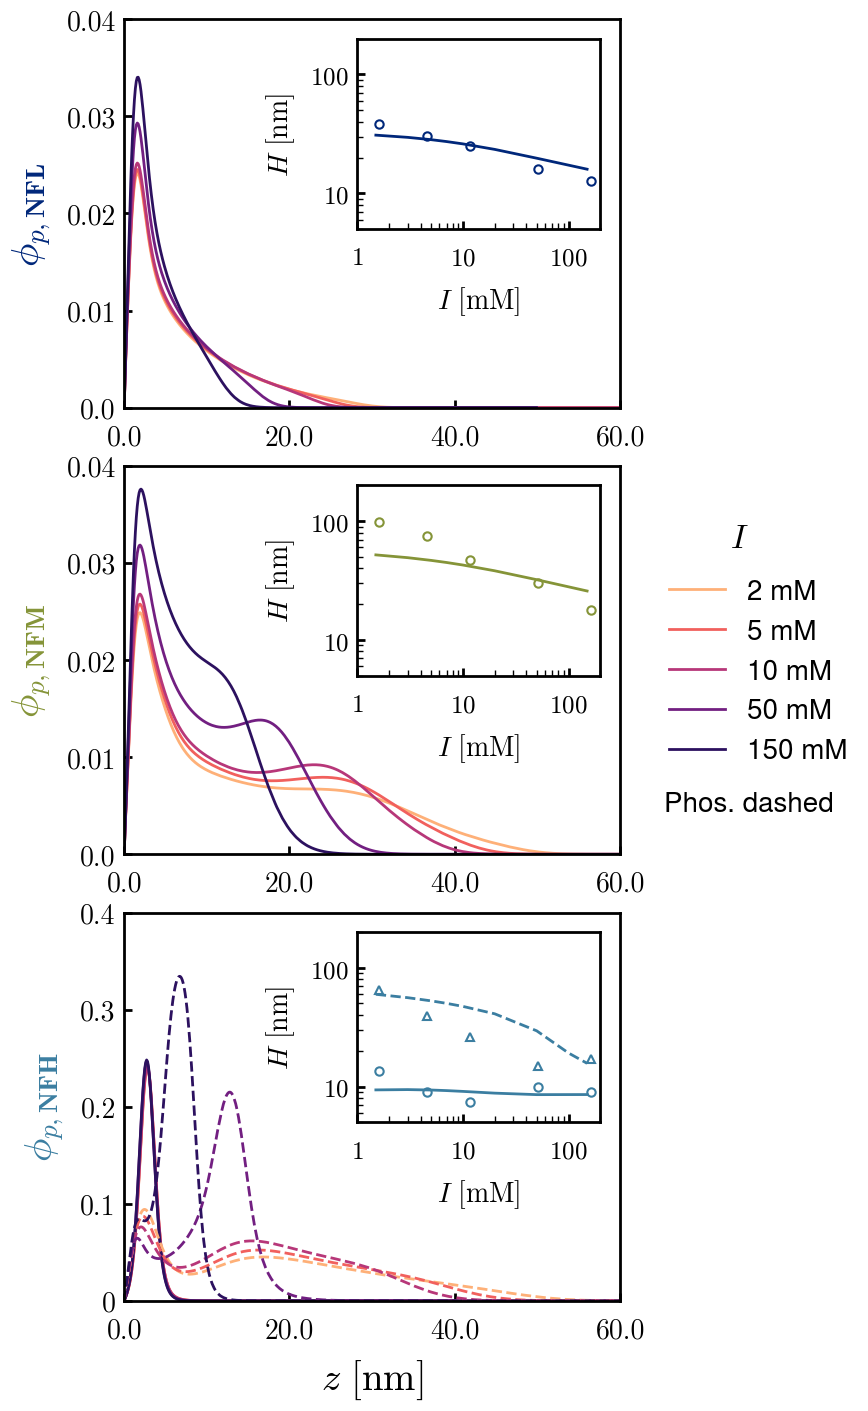 0.04
0.03
0.02
0.01
0.0
0.0 20.0 40.0 60.0
ϕp, NFL
100
10
H [nm]
1 10 100
I [mM]
0.04
0.03
0.02
0.01
0.0
0.0 20.0 40.0 60.0
ϕp, NFM
100
10
H [nm]
1 10 100
I [mM]
I
2 mM
5 mM
10 mM
50 mM
150 mM
Phos. dashed
0.4
0.3
0.2
0.1
0
0.0 20.0 40.0 60.0
ϕp, NFH
100
10
H [nm]
1 10 100
I [mM]
z [nm]